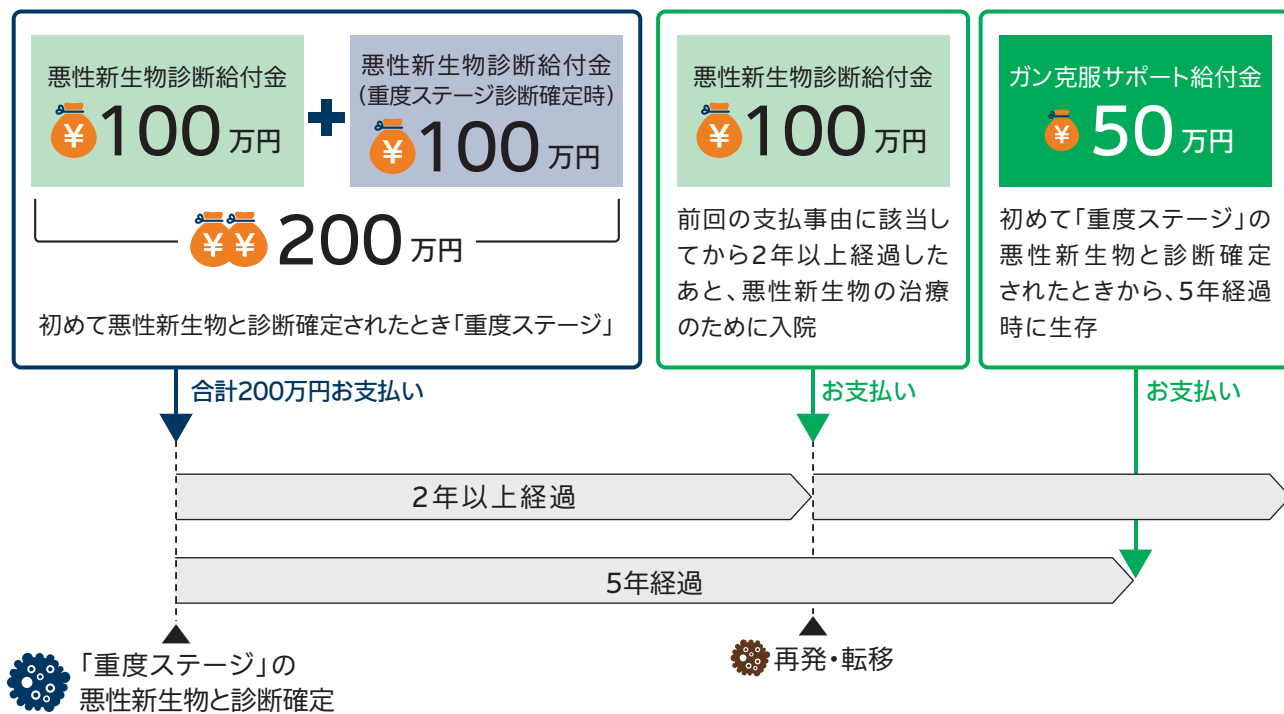 悪性新生物診断給付金
¥100万円
+
悪性新生物診断給付金
(重度ステージ診断確定時)
¥100万円
¥¥200万円
初めて悪性新生物と診断確定されたとき「重度ステージ」
悪性新生物診断給付金
¥100万円
前回の支払事由に該当し
てから2年以上経過した
あと、悪性新生物の治療
のために入院
ガン克服サポート給付金
¥50万円
初めて「重度ステージ」の
悪性新生物と診断確定
されたときから、5年経過
時に生存
合計200万円お支払い
お支払い
お支払い
2年以上経過
5年経過
「重度ステージ」の
悪性新生物と診断確定
再発・転移